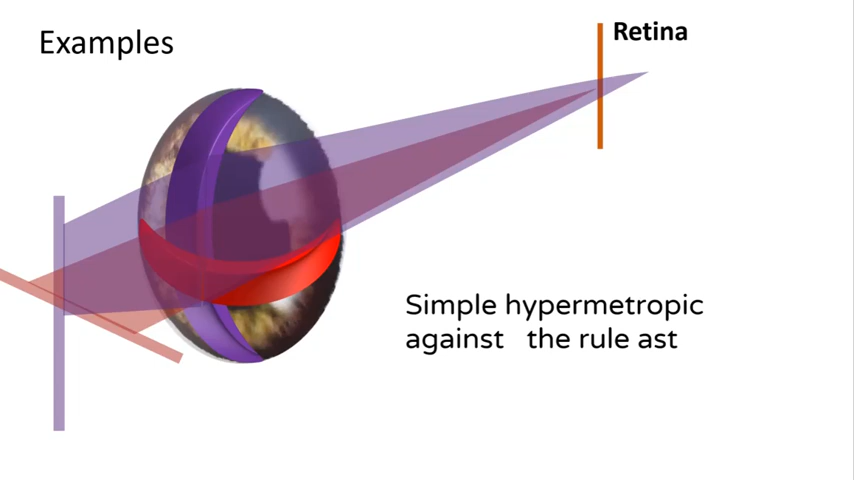 Examples
Retina
Simple hypermetropic
against the rule ast